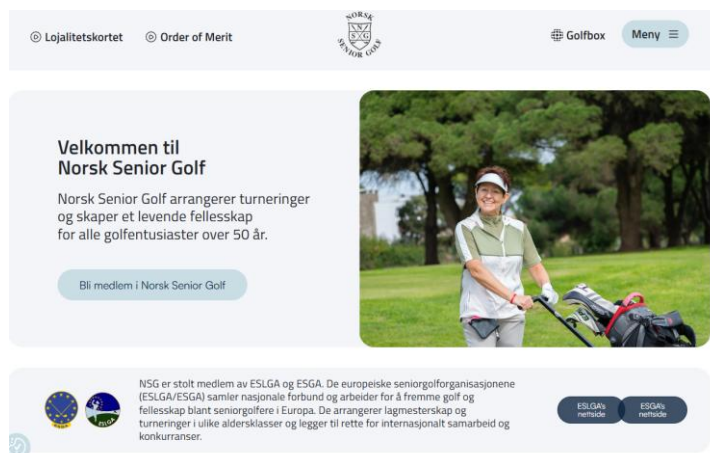 Lojalitetskortet
Order of Merit
NORSK
NSG
SENIOR GOLF
Golfbox
Meny
Velkommen til
Norsk Senior Golf
Norsk Senior Golf arrangerer turneringer
og skaper et levende fellesskap
for alle golfentusiaster over 50 år.
Bli medlem i Norsk Senior Golf
NSG er stolt medlem av ESLGA og ESGA. De europeiske seniorgolforganisasjonene
(ESLGA/ESGA) samler nasjonale forbund og arbeider for å fremme golf og
fellesskap blant seniorgolfere i Europa. De arrangerer lagmesterskap og
turneringer i ulike aldersklasser og legger til rette for internasjonalt samarbeid og
konkurranser.
ESGA
ESLGA
ESLGA's
nettside
ESGA's
nettside